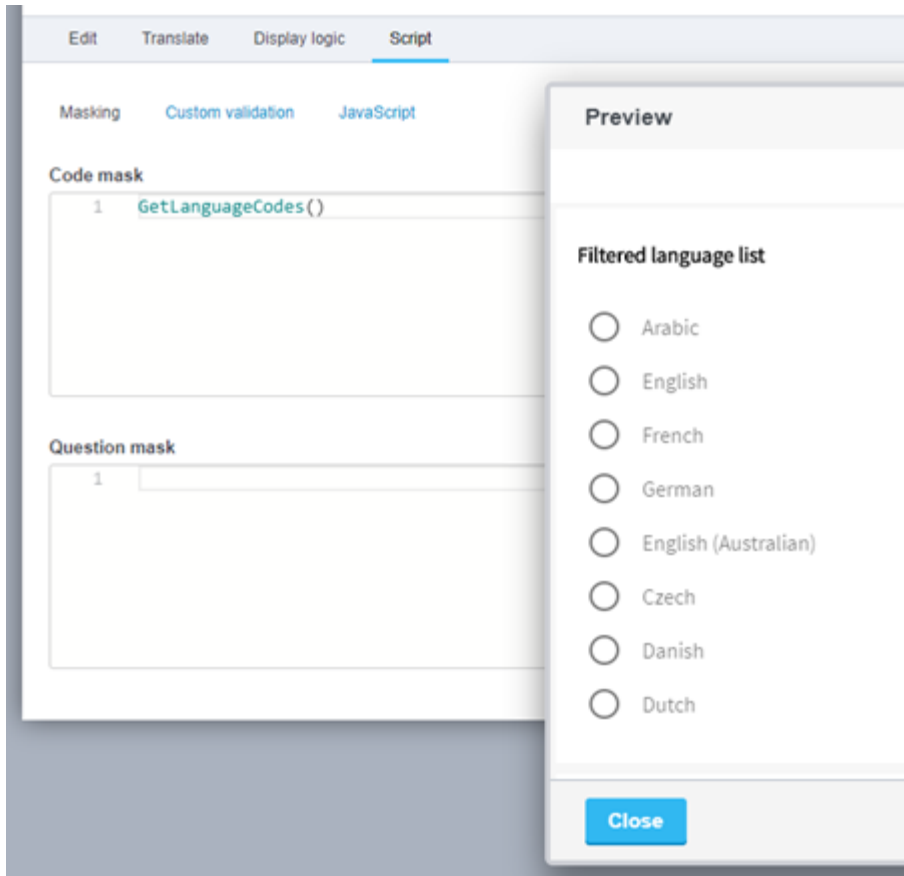 Edit Translate Display logic Script
Masking Custom validation JavaScript
Code mask
1 GetLanguageCodes()
Question mask
1
Preview
Filtered language list
Arabic
English
French
German
English (Australian)
Czech
Danish
Dutch
Close